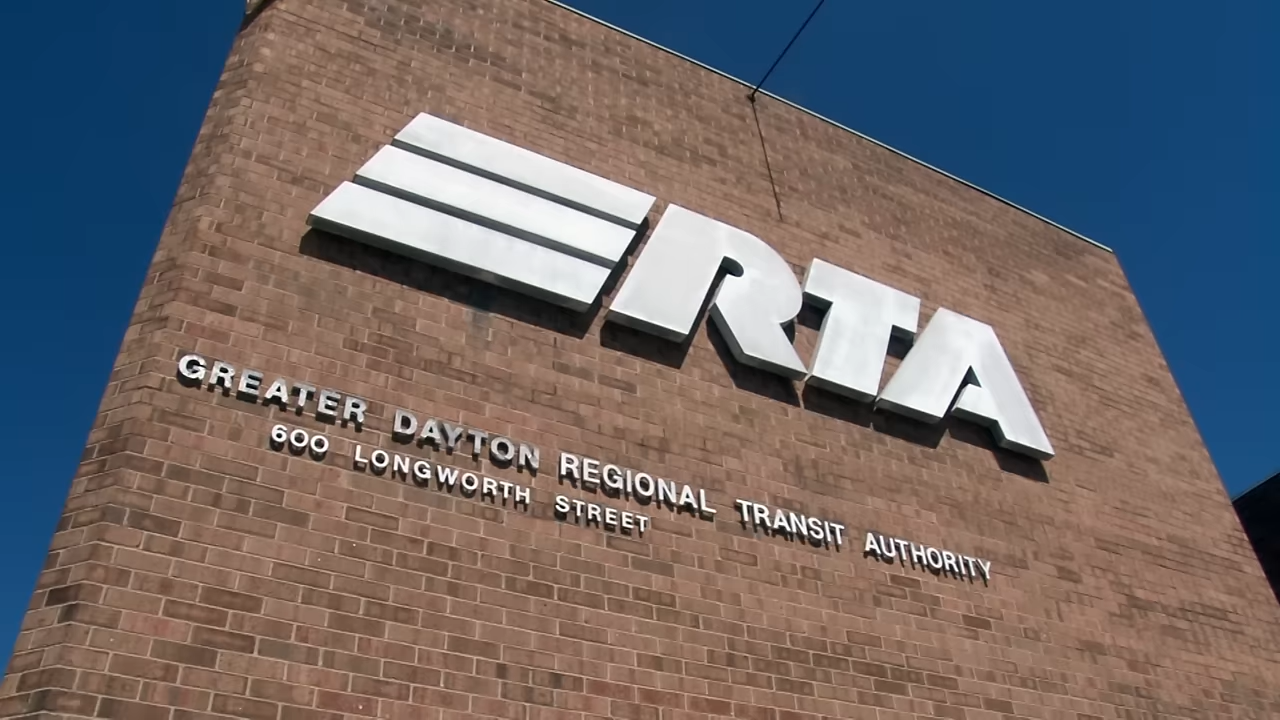 RTA
GREATER DAYTON REGIONAL TRANSIT AUTHORITY
600 LONGWORTH STREET